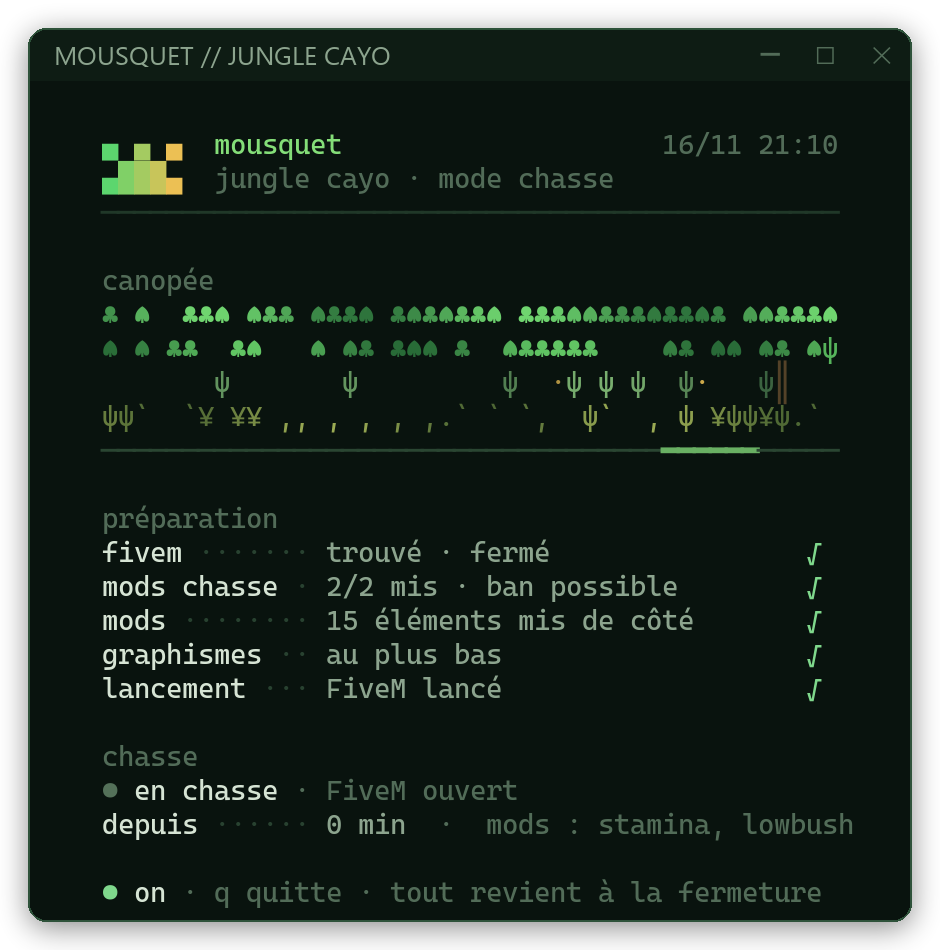 MOUSQUET // JUNGLE CAYO
mousquet 16/11 21:10
jungle cayo · mode chasse
canopée
préparation
fivem ······· trouvé · fermé √
mods chasse · 2/2 mis · ban possible √
mods ········ 15 éléments mis de côté √
graphismes ·· au plus bas √
lancement ··· FiveM lancé √
chasse
● en chasse · FiveM ouvert
depuis ······ 0 min · mods : stamina, lowbush
● on · q quitte · tout revient à la fermeture